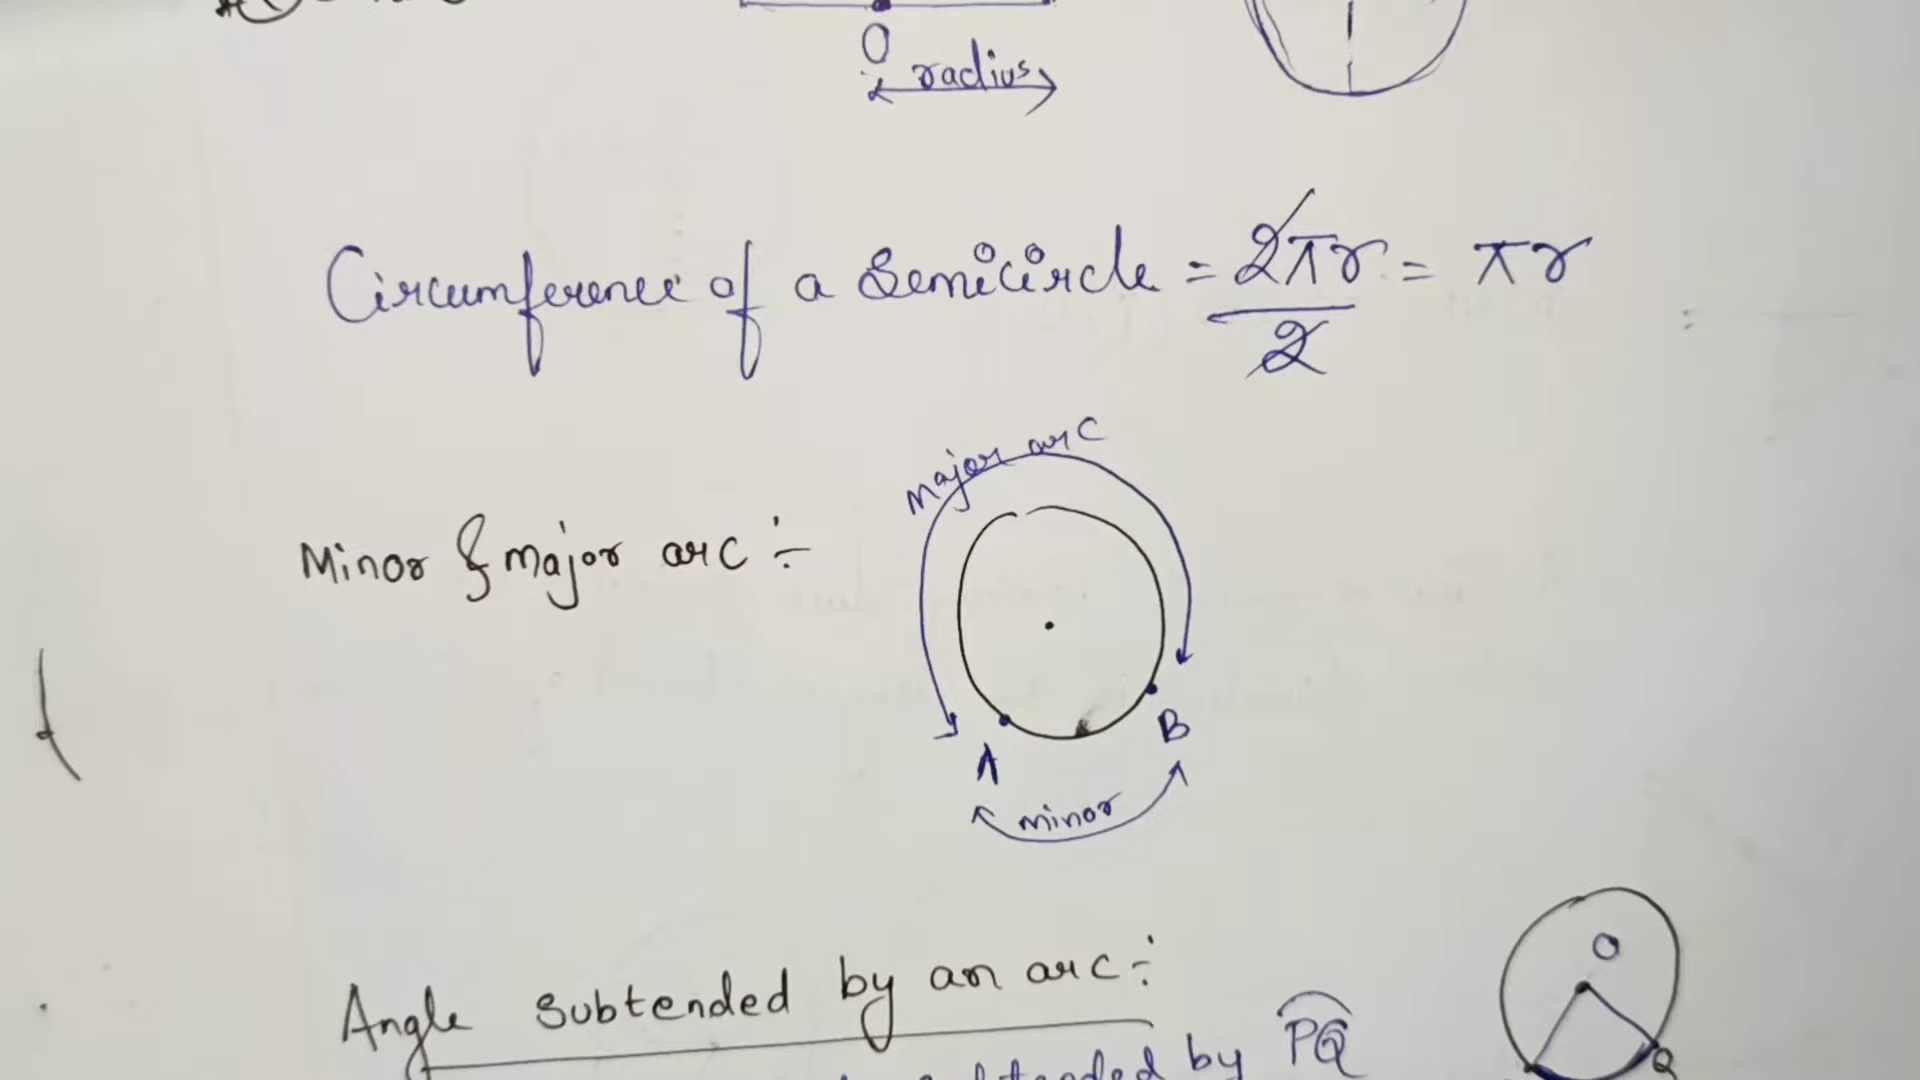 O
radius
Circumference of a Semicircle = 2πr/2 = πr
Major arc
Minor & Major arc :-
A
B
minor
Angle subtended by an arc :-
O
subtended by PQ
Q